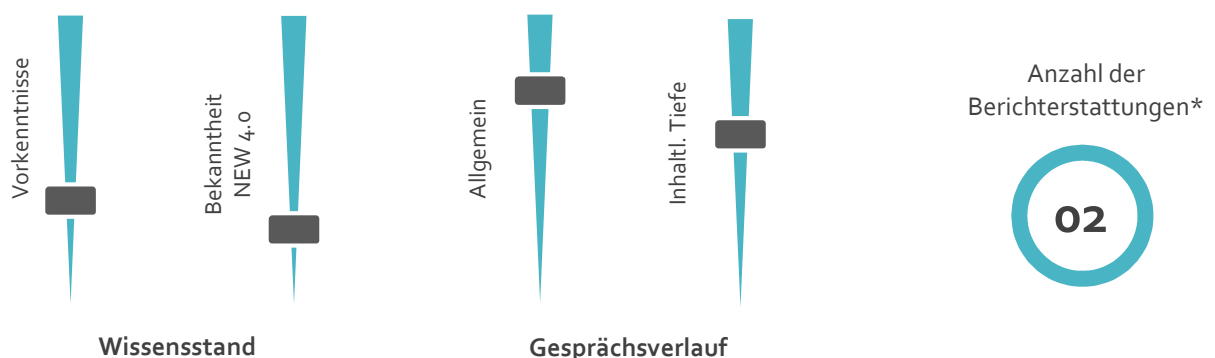 Vorkenntnisse
Bekanntheit
NEW 4.0
Allgemein
Inhaltl. Tiefe
Anzahl der
Berichterstattungen*
02
Wissensstand
Gesprächsverlauf